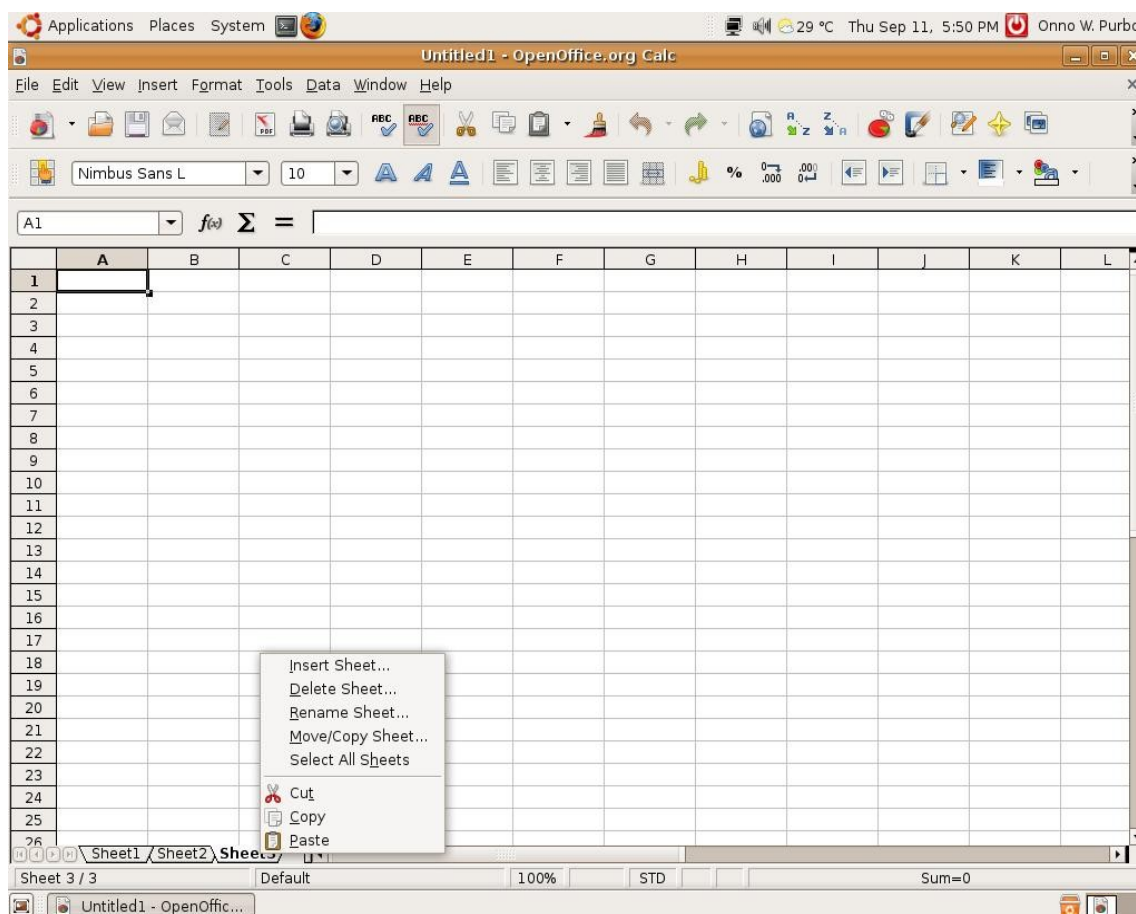 Applications Places System 29 °C Thu Sep 11, 5:50 PM Onno W. Purbo
Untitled1 - OpenOffice.org Calc
File Edit View Insert Format Tools Data Window Help
Nimbus Sans L 10
A1 f(x) Σ =
A B C D E F G H I J K L
1
2
3
4
5
6
7
8
9
10
11
12
13
14
15
16
17
18
19
20
21
22
23
24
25
26
Insert Sheet...
Delete Sheet...
Rename Sheet...
Move/Copy Sheet...
Select All Sheets
Cut
Copy
Paste
Sheet1 Sheet2 Sheet3
Sheet 3 / 3 Default 100% STD Sum=0
Untitled1 - OpenOffic...